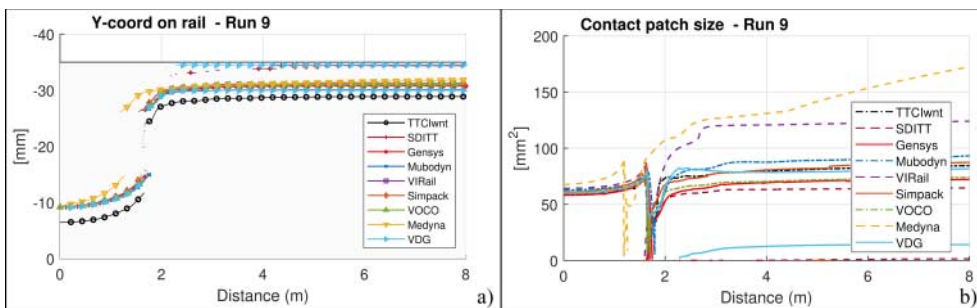 Y-coord on rail - Run 9
-40
-30
-20
-10
0
[mm]
0 2 4 6 8
Distance (m)
TTCIwnt
SDITT
Gensys
Mubodyn
VIRail
Simpack
VOCO
Medyna
VDG
a)
Contact patch size - Run 9
200
150
100
50
0
[mm²]
0 2 4 6 8
Distance (m)
TTCIwnt
SDITT
Gensys
Mubodyn
VIRail
Simpack
VOCO
Medyna
VDG
b)